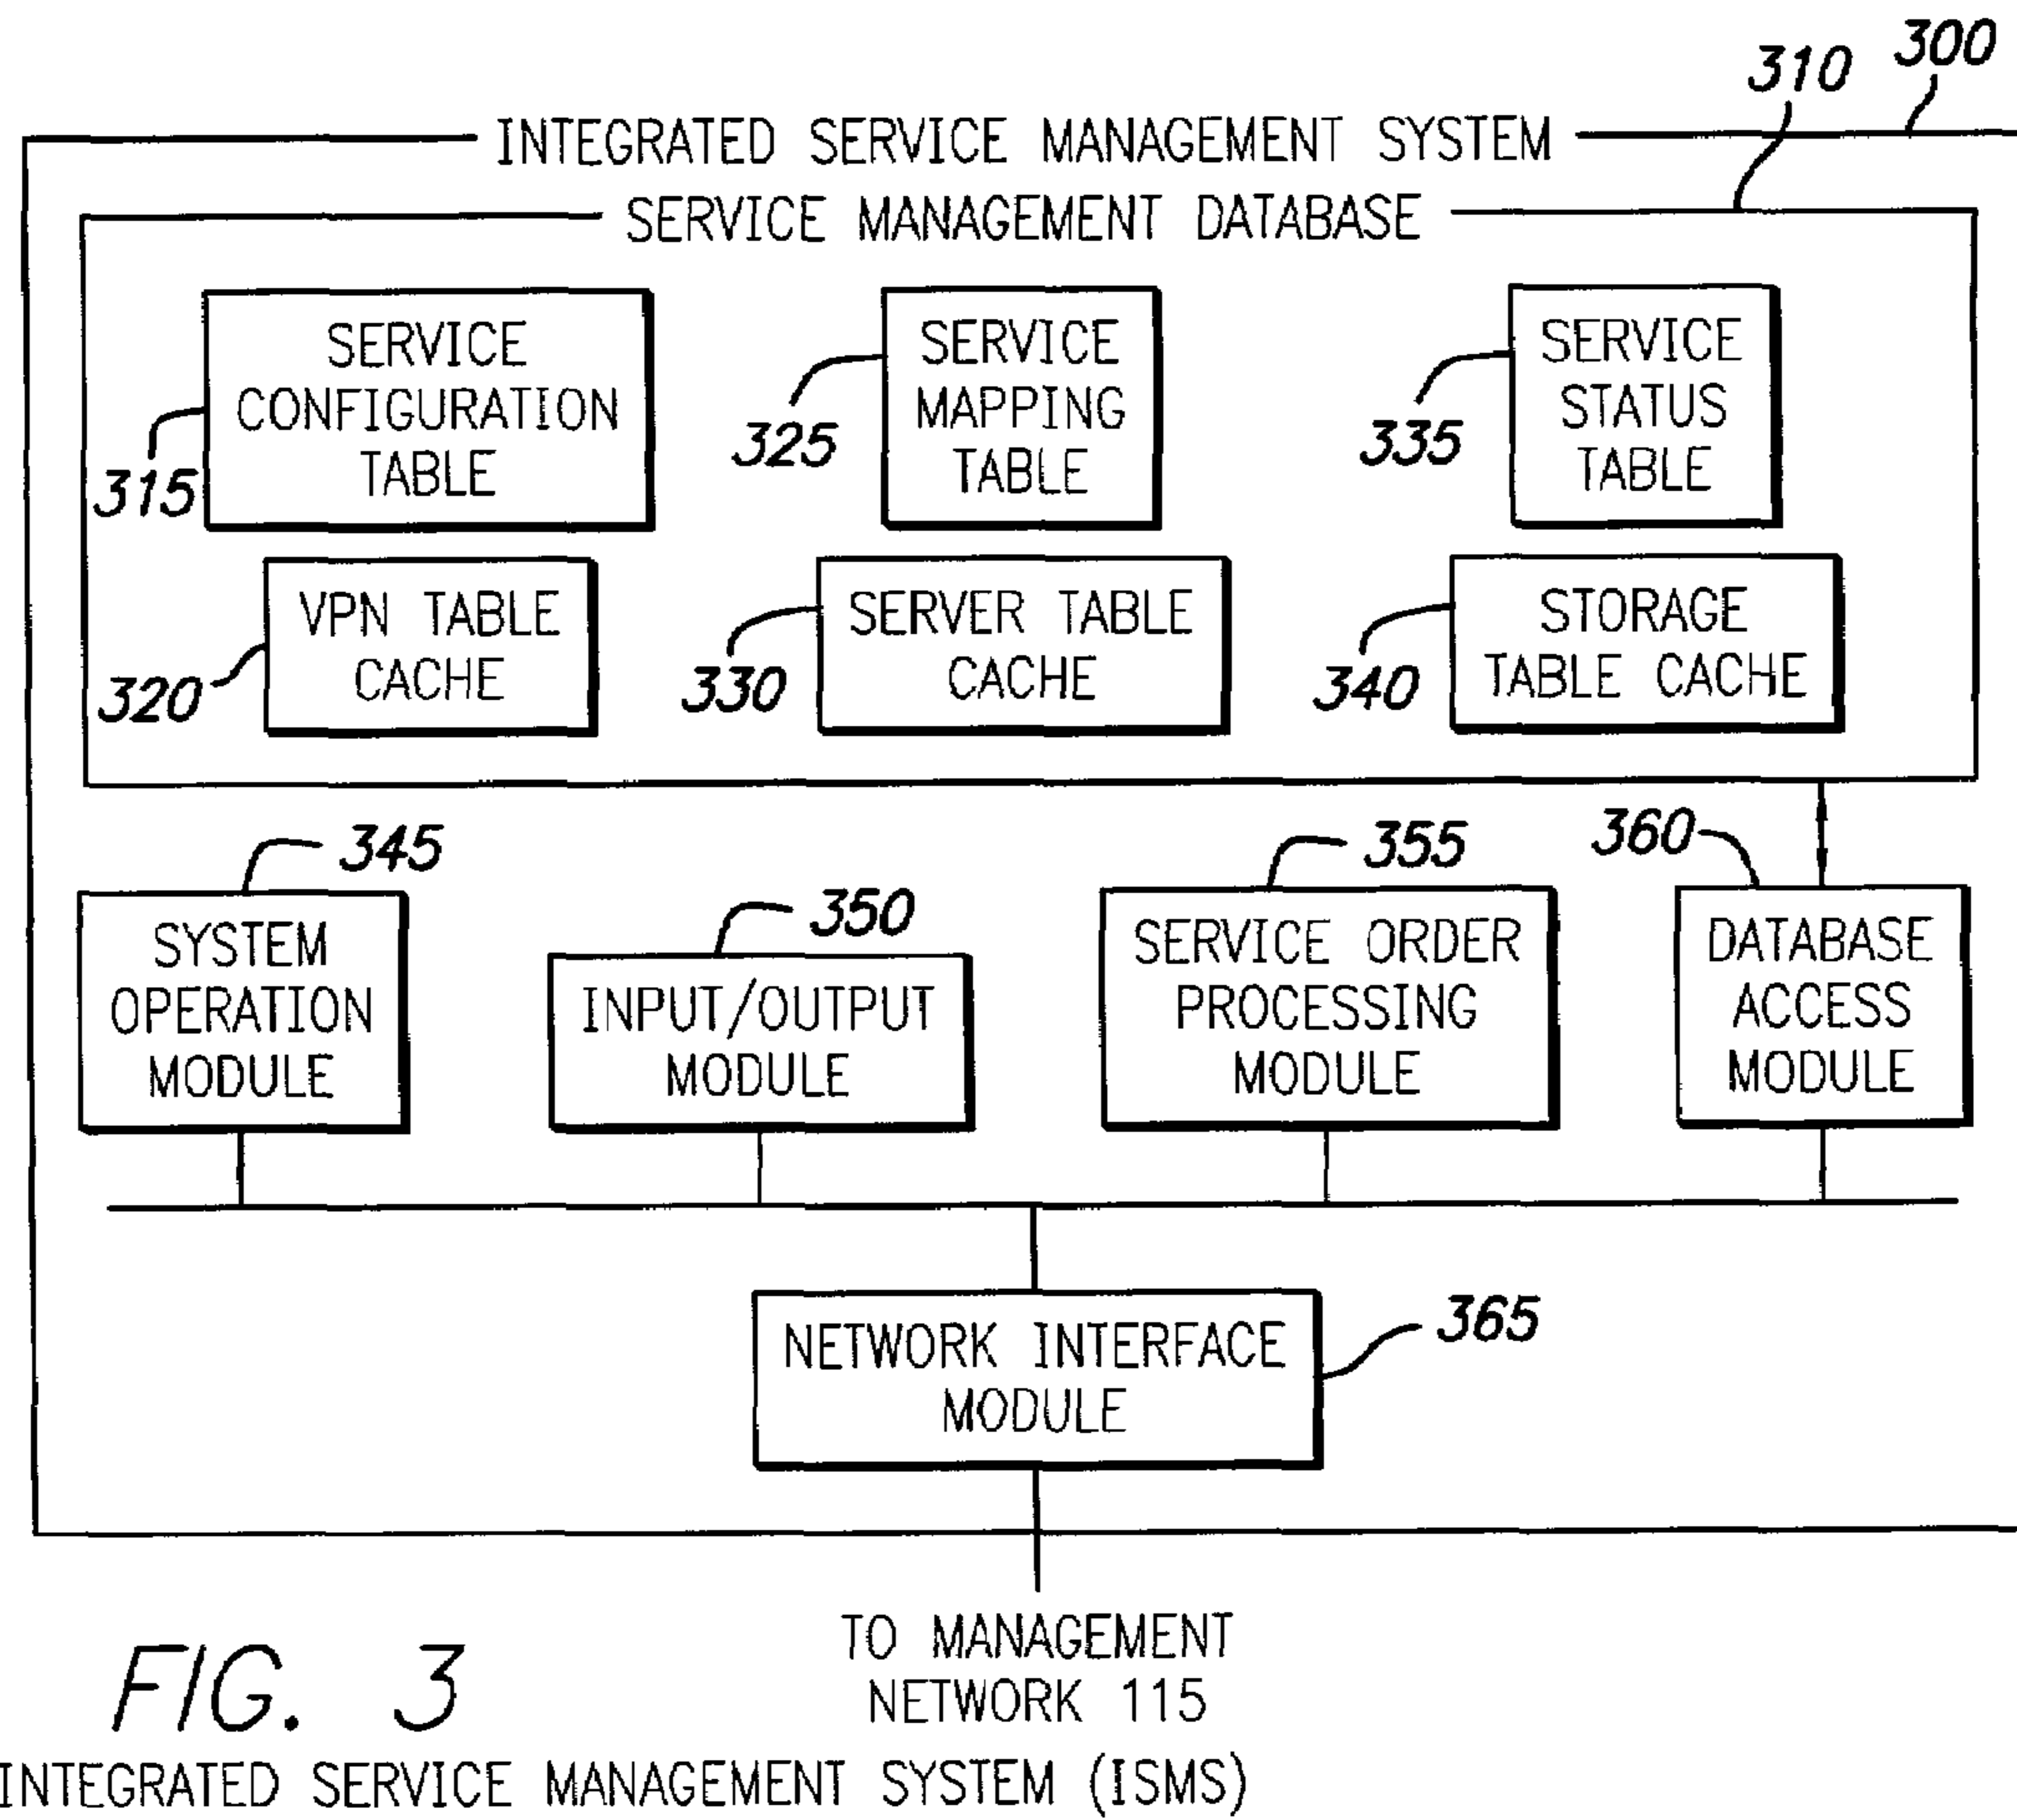 310 300
INTEGRATED SERVICE MANAGEMENT SYSTEM
SERVICE MANAGEMENT DATABASE
SERVICE
CONFIGURATION
TABLE
315
SERVICE
MAPPING
TABLE
325
SERVICE
STATUS
TABLE
335
VPN TABLE
CACHE
320
SERVER TABLE
CACHE
330
STORAGE
TABLE CACHE
340
345
SYSTEM
OPERATION
MODULE
350
INPUT/OUTPUT
MODULE
355
SERVICE ORDER
PROCESSING
MODULE
360
DATABASE
ACCESS
MODULE
NETWORK INTERFACE
MODULE
365
TO MANAGEMENT
NETWORK 115
FIG. 3
INTEGRATED SERVICE MANAGEMENT SYSTEM (ISMS)